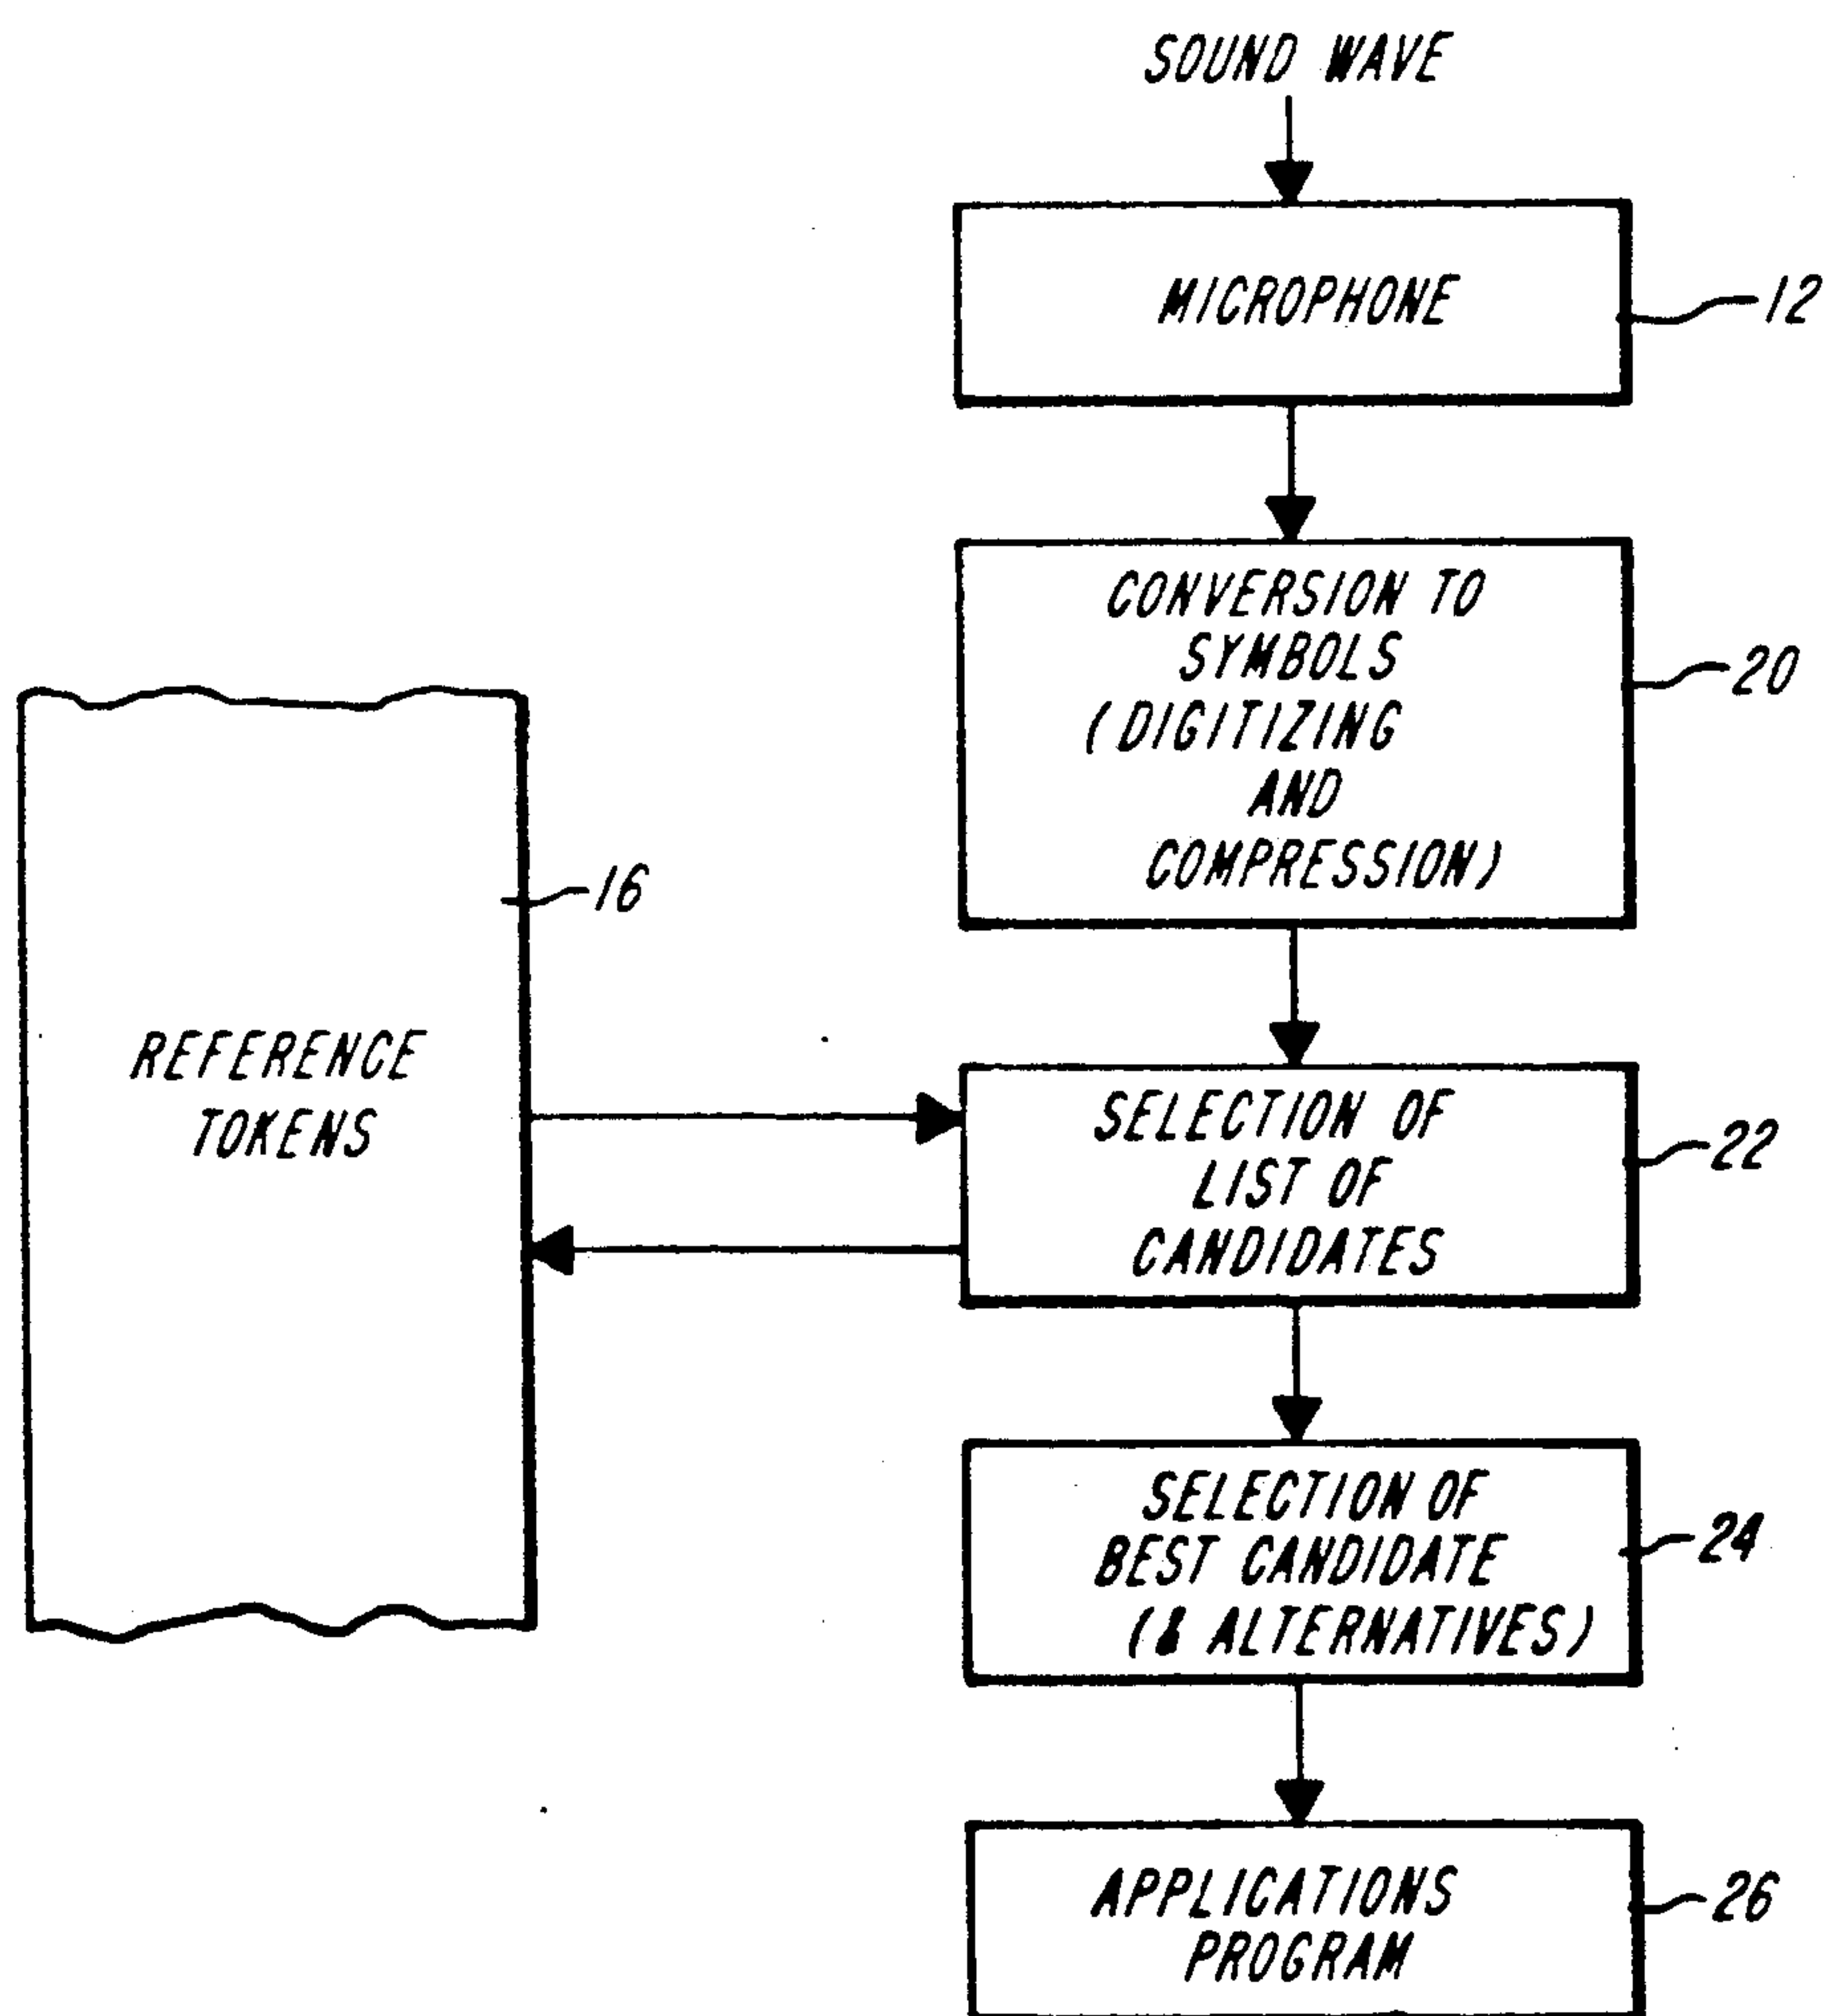 SOUND WAVE
MICROPHONE
12
CONVERSION TO
SYMBOLS
(DIGITIZING
AND
COMPRESSION)
20
16
REFERENCE
TOKENS
SELECTION OF
LIST OF
CANDIDATES
22
SELECTION OF
BEST CANDIDATE
(& ALTERNATIVES)
24
APPLICATIONS
PROGRAM
26